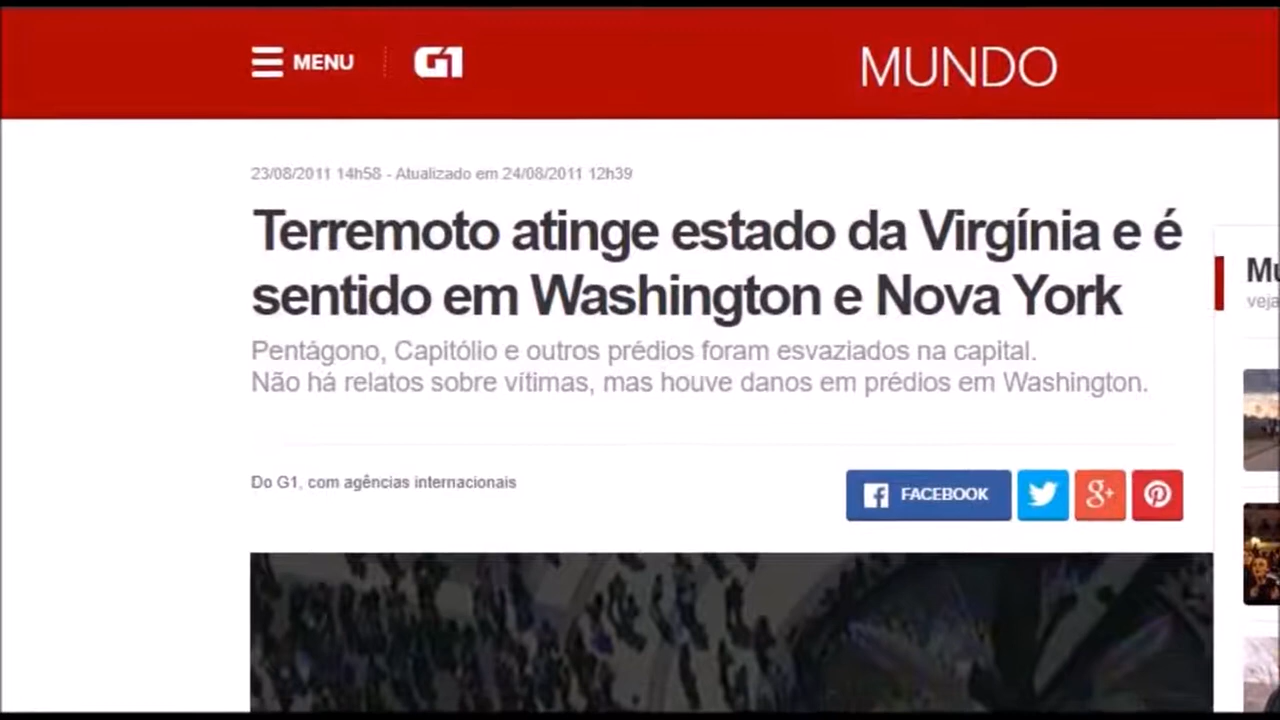 MENU
G1
MUNDO
23/08/2011 14h58 - Atualizado em 24/08/2011 12h39
Terremoto atinge estado da Virgínia e é
sentido em Washington e Nova York
Pentágono, Capitólio e outros prédios foram esvaziados na capital.
Não há relatos sobre vítimas, mas houve danos em prédios em Washington.
Do G1, com agências internacionais
FACEBOOK
g+